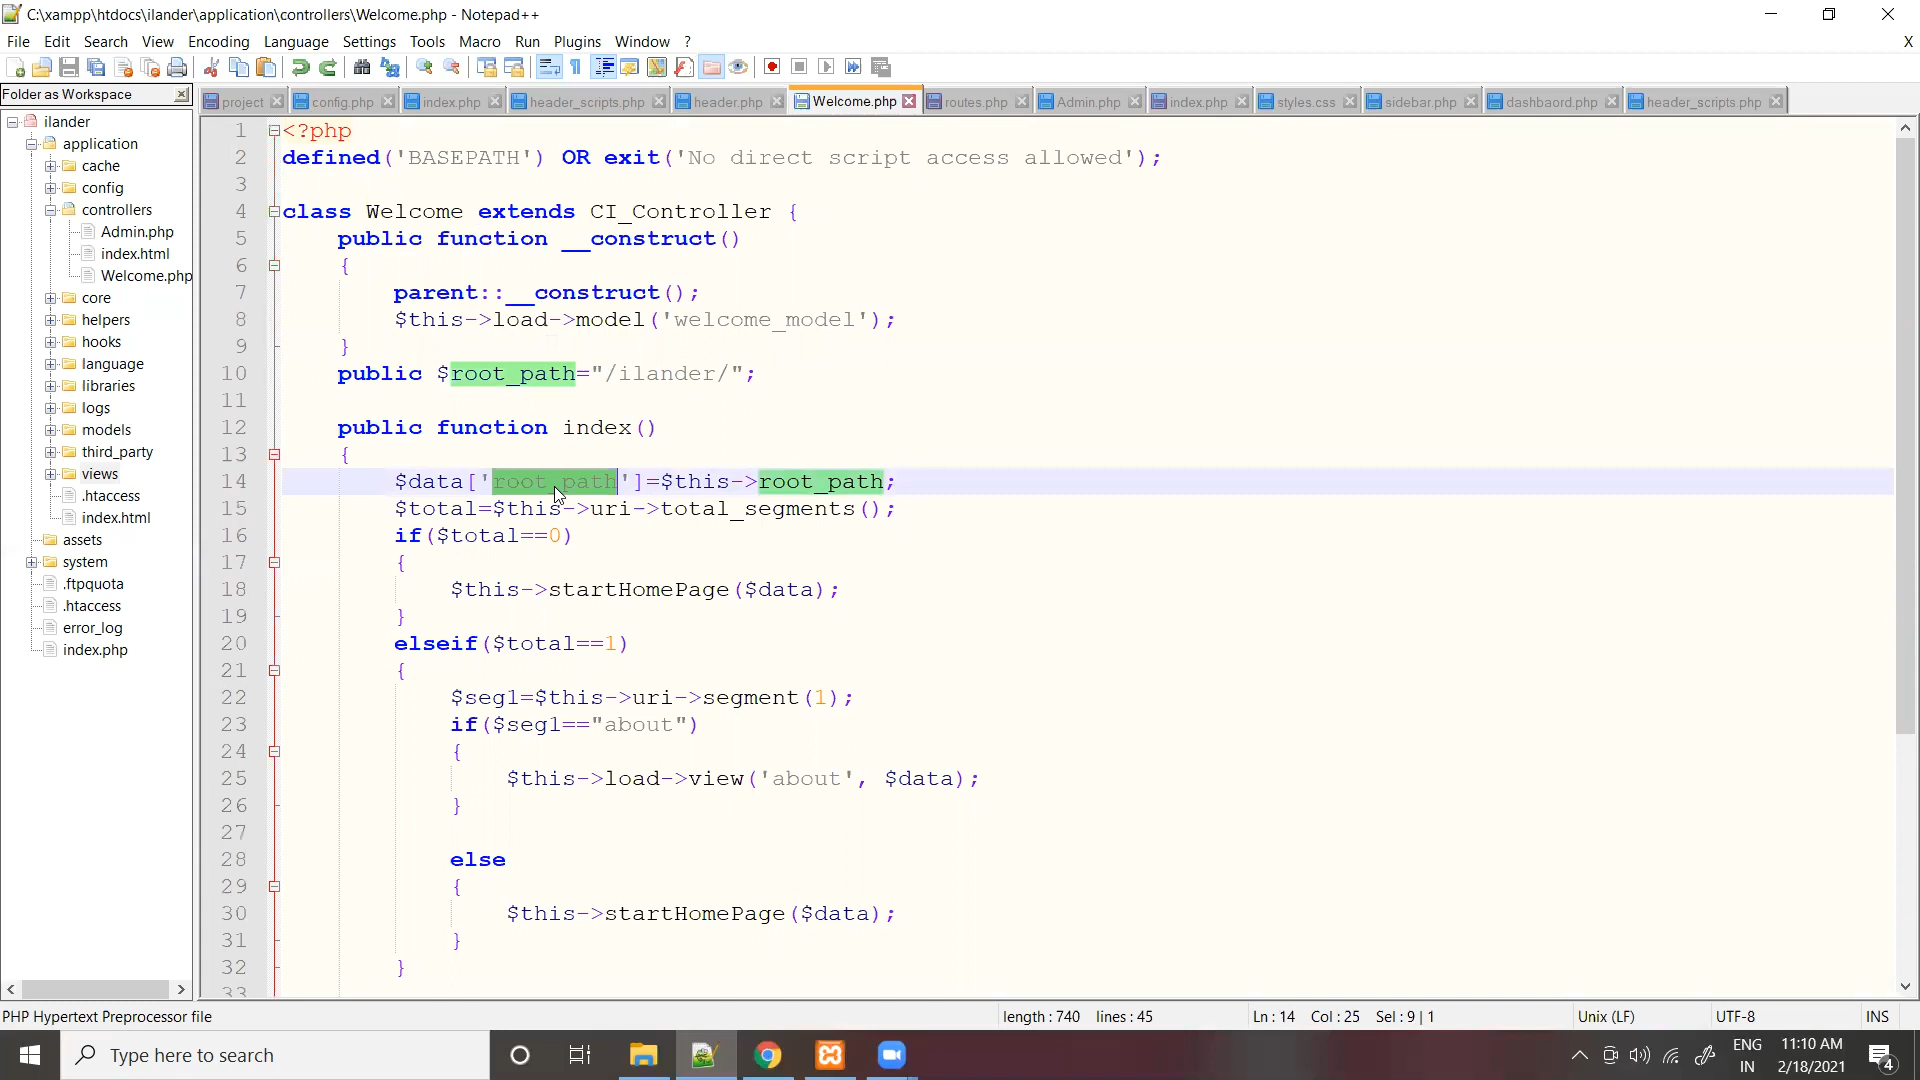 C:\xampp\htdocs\ilander\application\controllers\Welcome.php - Notepad++
File Edit Search View Encoding Language Settings Tools Macro Run Plugins Window ? X
Folder as Workspace
project config.php index.php header_scripts.php header.php Welcome.php routes.php Admin.php index.php styles.css sidebar.php dashbaord.php header_scripts.php
ilander
application
cache
config
controllers
Admin.php
index.html
Welcome.php
core
helpers
hooks
language
libraries
logs
models
third_party
views
.htaccess
index.html
assets
system
.ftpquota
.htaccess
error_log
index.php
1 <?php
2 defined('BASEPATH') OR exit('No direct script access allowed');
3
4 class Welcome extends CI_Controller {
5 public function __construct()
6 {
7 parent::__construct();
8 $this->load->model('welcome_model');
9 }
10 public $root_path="/ilander/";
11
12 public function index()
13 {
14 $data['root_path']=$this->root_path;
15 $total=$this->uri->total_segments();
16 if($total==0)
17 {
18 $this->startHomePage($data);
19 }
20 elseif($total==1)
21 {
22 $seg1=$this->uri->segment(1);
23 if($seg1=="about")
24 {
25 $this->load->view('about', $data);
26 }
27
28 else
29 {
30 $this->startHomePage($data);
31 }
32 }
33
PHP Hypertext Preprocessor file length : 740 lines : 45 Ln : 14 Col : 25 Sel : 9 | 1 Unix (LF) UTF-8 INS
Type here to search
ENG
IN
11:10 AM
2/18/2021
4